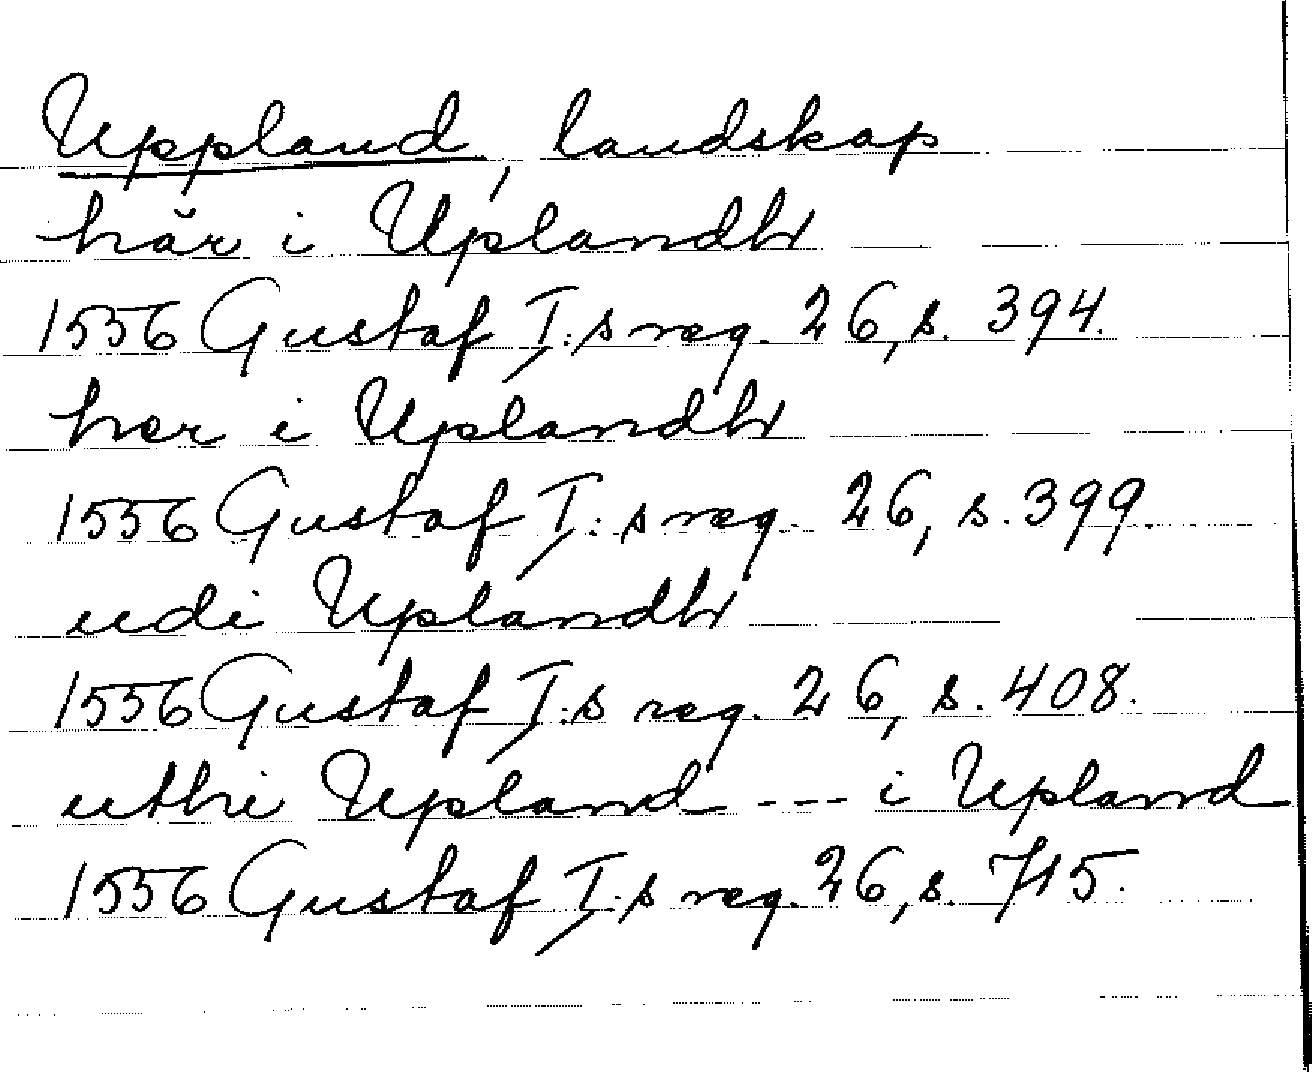 Uppland, landskap
här i Uplandh
1556 Gustaf I:s reg. 26, s. 394.
her i Uplandh
1556 Gustaf I:s reg. 26, s. 399.
udi Uplandh
1556 Gustaf I:s reg. 26, s. 408.
uthi Upland --- i Upland
1556 Gustaf I:s reg. 26, s. 715.